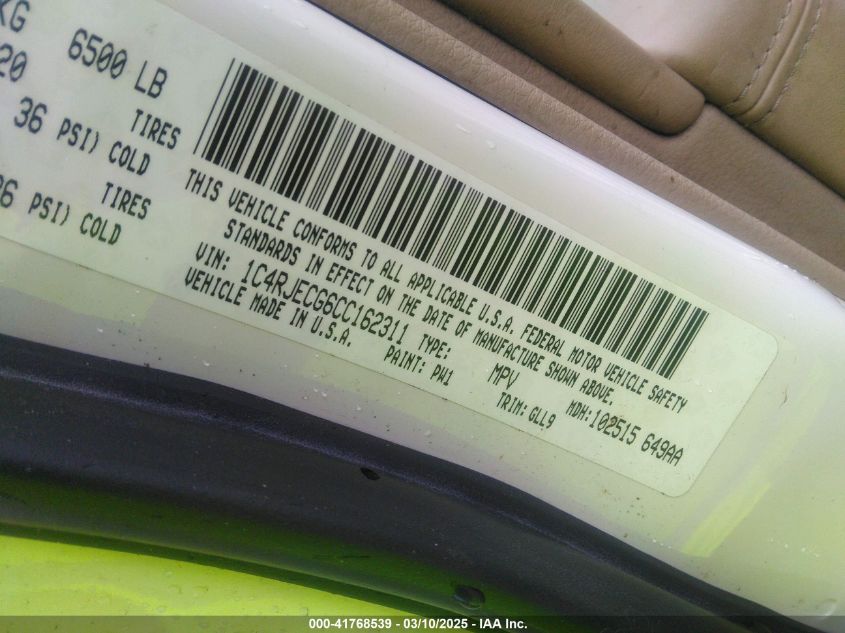 KG 6500 LB
20
36 PSI) COLD TIRES
36 PSI) COLD TIRES
THIS VEHICLE CONFORMS TO ALL APPLICABLE U.S.A. FEDERAL MOTOR VEHICLE SAFETY
STANDARDS IN EFFECT ON THE DATE OF MANUFACTURE SHOWN ABOVE.
VIN: 1C4RJECG6CC162311 TYPE: MPV MDH:102515 649AA
VEHICLE MADE IN U.S.A. PAINT: PW1 TRIM:GLL9
000-41768539 - 03/10/2025 - IAA Inc.